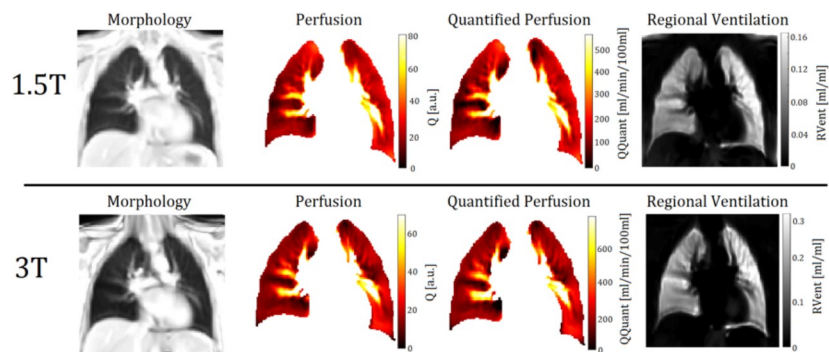 Morphology Perfusion Quantified Perfusion Regional Ventilation
1.5T
80
60
40
20
0
Q [a.u.]
500
400
300
200
100
0
QQuant [ml/min/100ml]
0.16
0.12
0.08
0.04
RVent [ml/ml]
Morphology Perfusion Quantified Perfusion Regional Ventilation
3T
60
40
20
0
Q [a.u.]
600
400
200
0
QQuant [ml/min/100ml]
0.3
0.2
0.1
RVent [ml/ml]